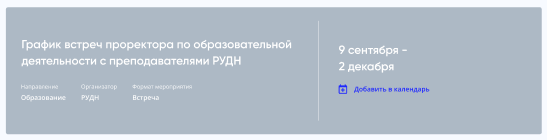 График встреч проректора по образовательной
деятельности с преподавателями РУДН
Направление Организатор Формат мероприятия
Образование РУДН Встреча
9 сентября -
2 декабря
Добавить в календарь